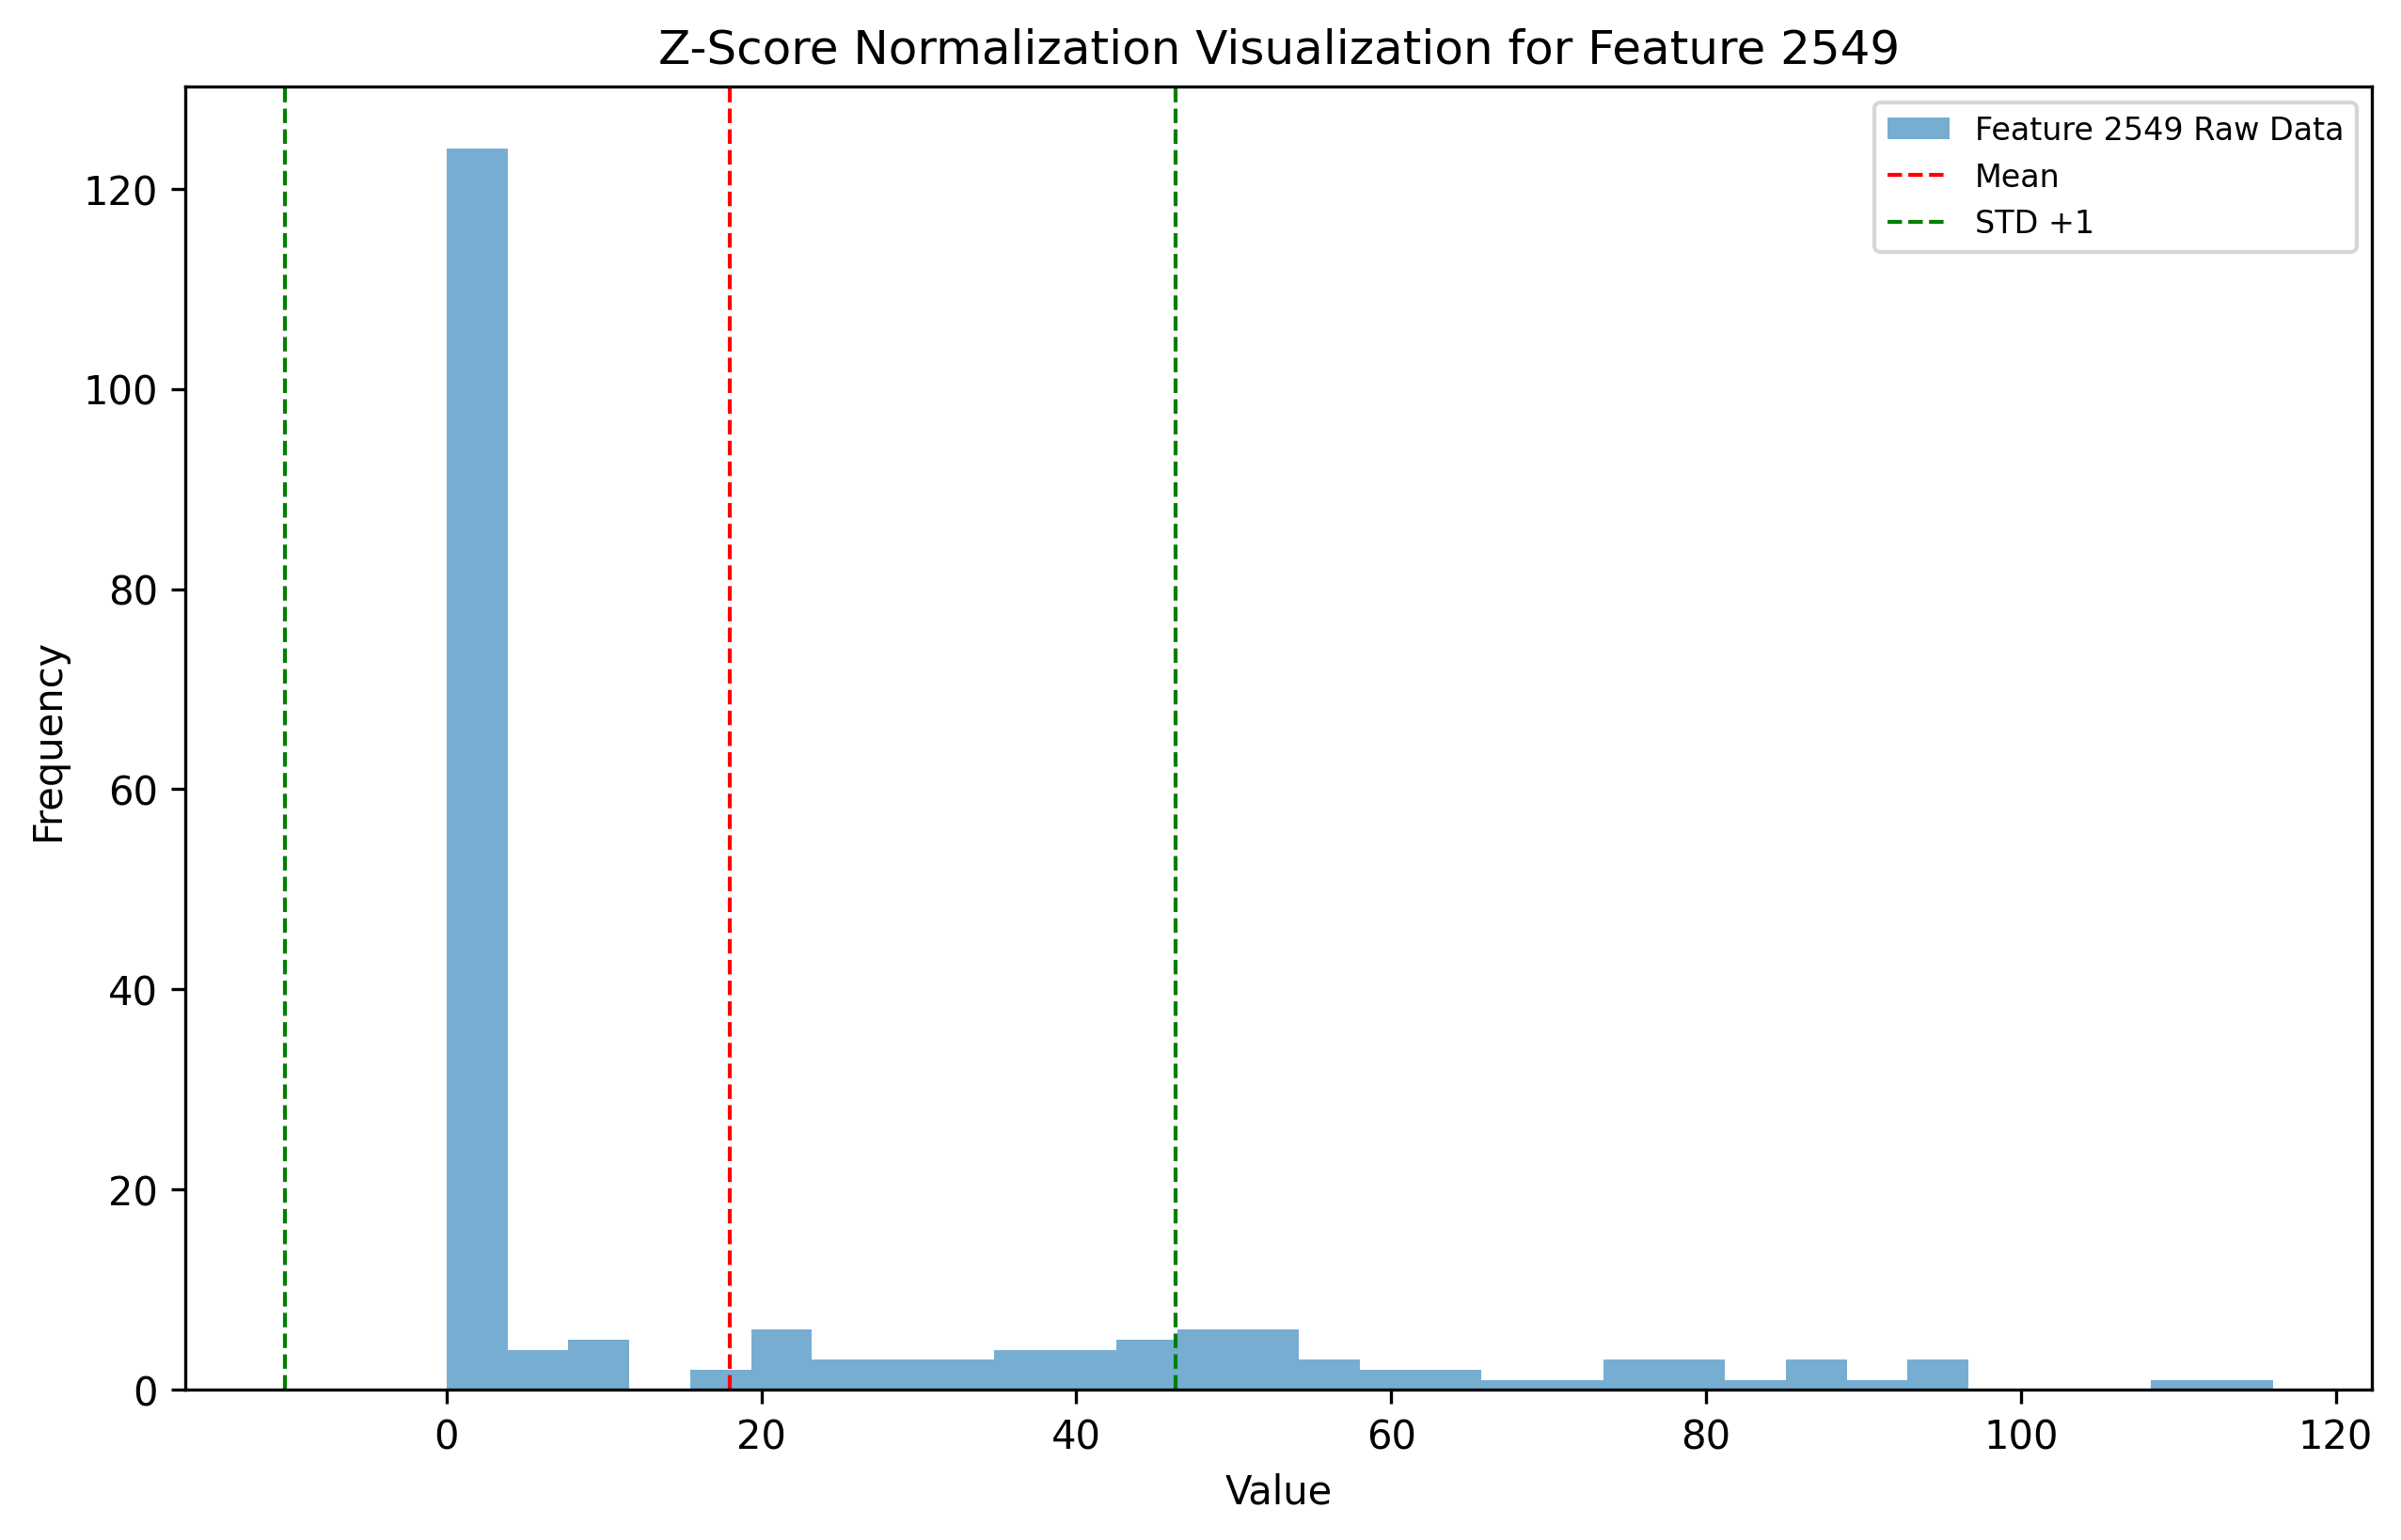 Z-Score Normalization Visualization for Feature 2549
Feature 2549 Raw Data
Mean
STD +1
120
100
80
60
40
20
0
Frequency
0 20 40 60 80 100 120
Value